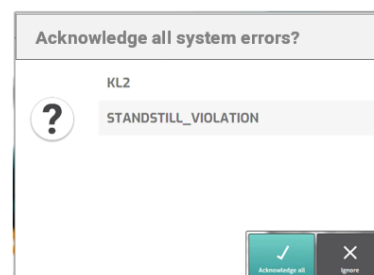 Acknowledge all system errors?
KL2
STANDSTILL_VIOLATION
Acknowledge all
Ignore